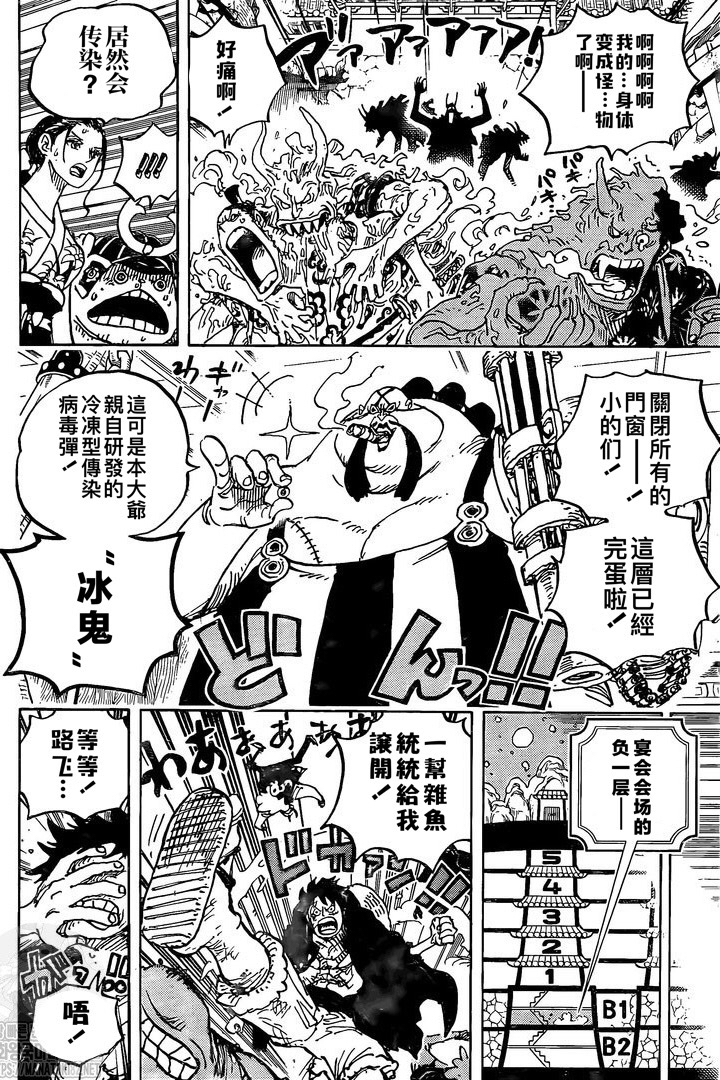 啊啊啊啊
我的…身体
变成怪…物
了啊——
ザァアアアァア!
好痛啊!
パキ
パキ
!!!
居然会
传染?
關閉所有的
門窗——!
小的们!
這層已經
完蛋啦!
這可是本大爺
親自研發的
冷凍型傳染
病毒彈!
〝冰鬼〞
どんっ!!
宴会会场的
负一层——
5
4
3
2
1
B1
B2
一幫雜魚
統統給我
讓開!
わあああああ
ドカァァン!!
等等!
路飞…
唔!